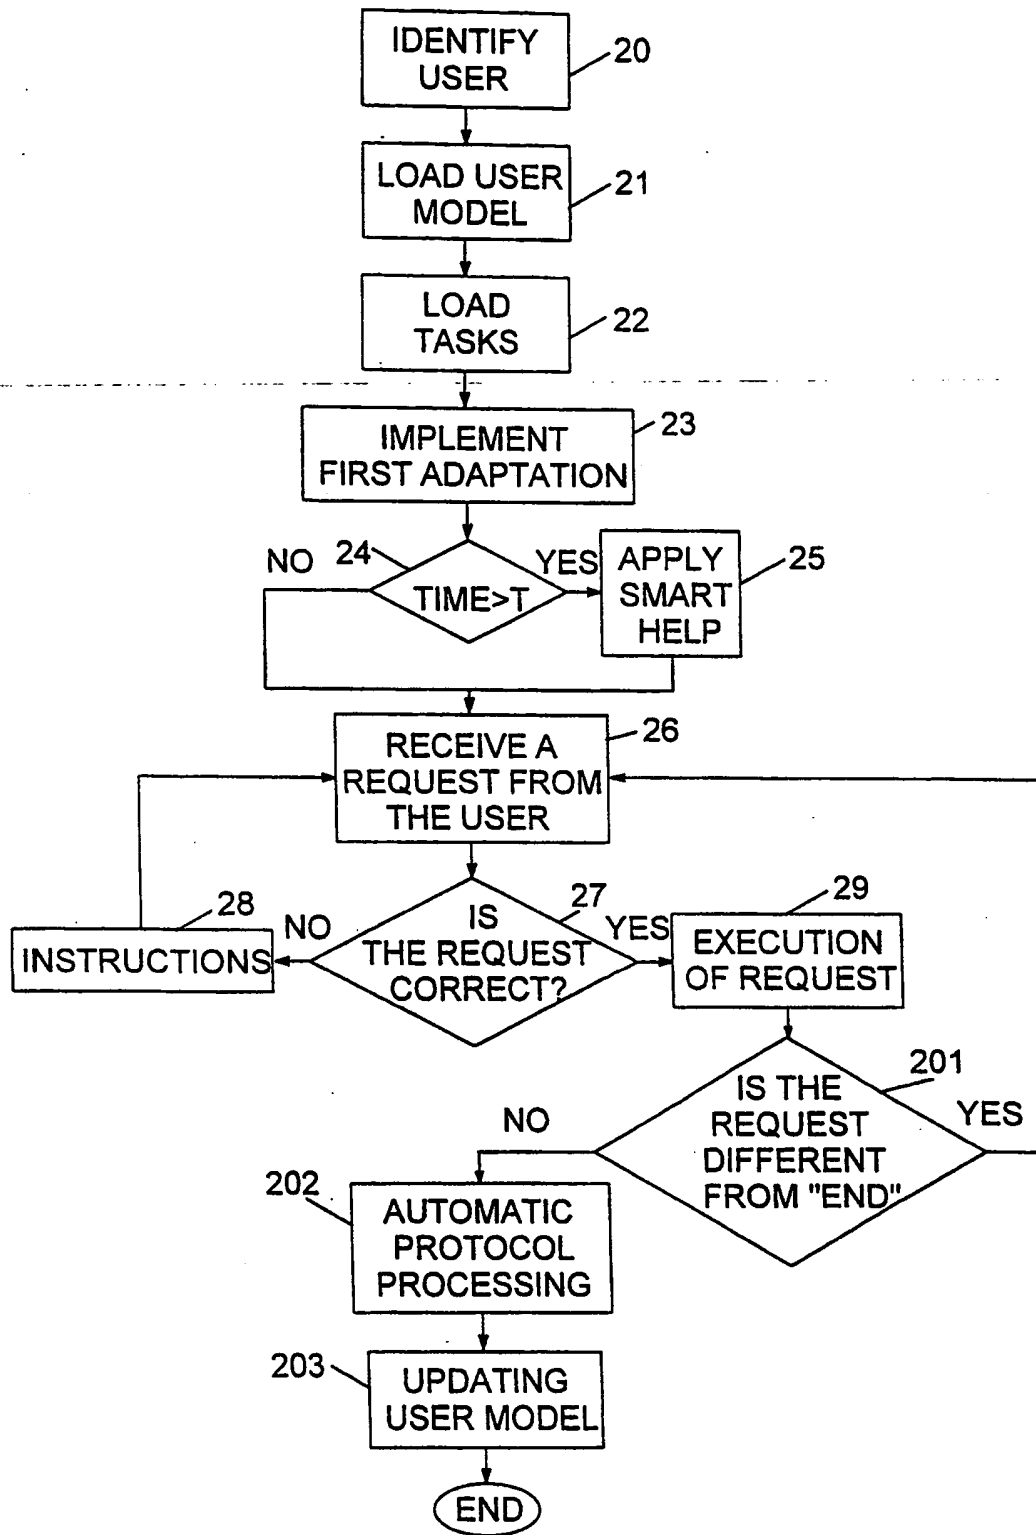 IDENTIFY
USER
20
LOAD USER
MODEL
21
LOAD
TASKS
22
IMPLEMENT
FIRST ADAPTATION
23
NO
24
TIME>T
YES
APPLY
SMART
HELP
25
RECEIVE A
REQUEST FROM
THE USER
26
28
INSTRUCTIONS
NO
IS
THE REQUEST
CORRECT?
27
YES
29
EXECUTION
OF REQUEST
201
IS THE
REQUEST
DIFFERENT
FROM "END"
NO
YES
202
AUTOMATIC
PROTOCOL
PROCESSING
203
UPDATING
USER MODEL
END